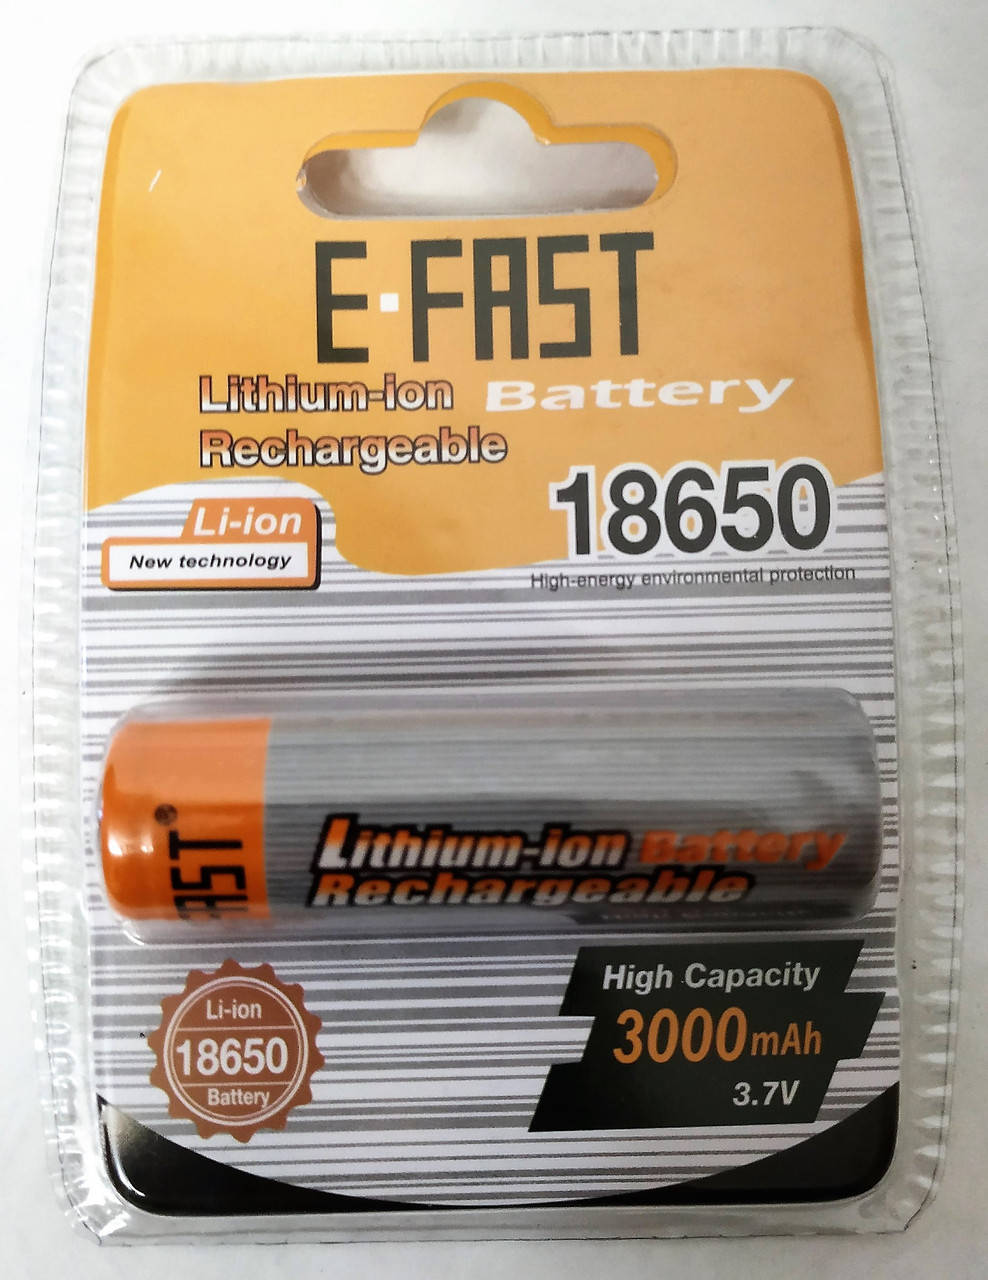 E·FAST
Lithium-ion Battery
Rechargeable
18650
Li-ion
New technology
High-energy environmental protection
FAST®
Lithium-ion Battery
Rechargeable
High Capacity
3000mAh
3.7V
Li-ion
18650
Battery